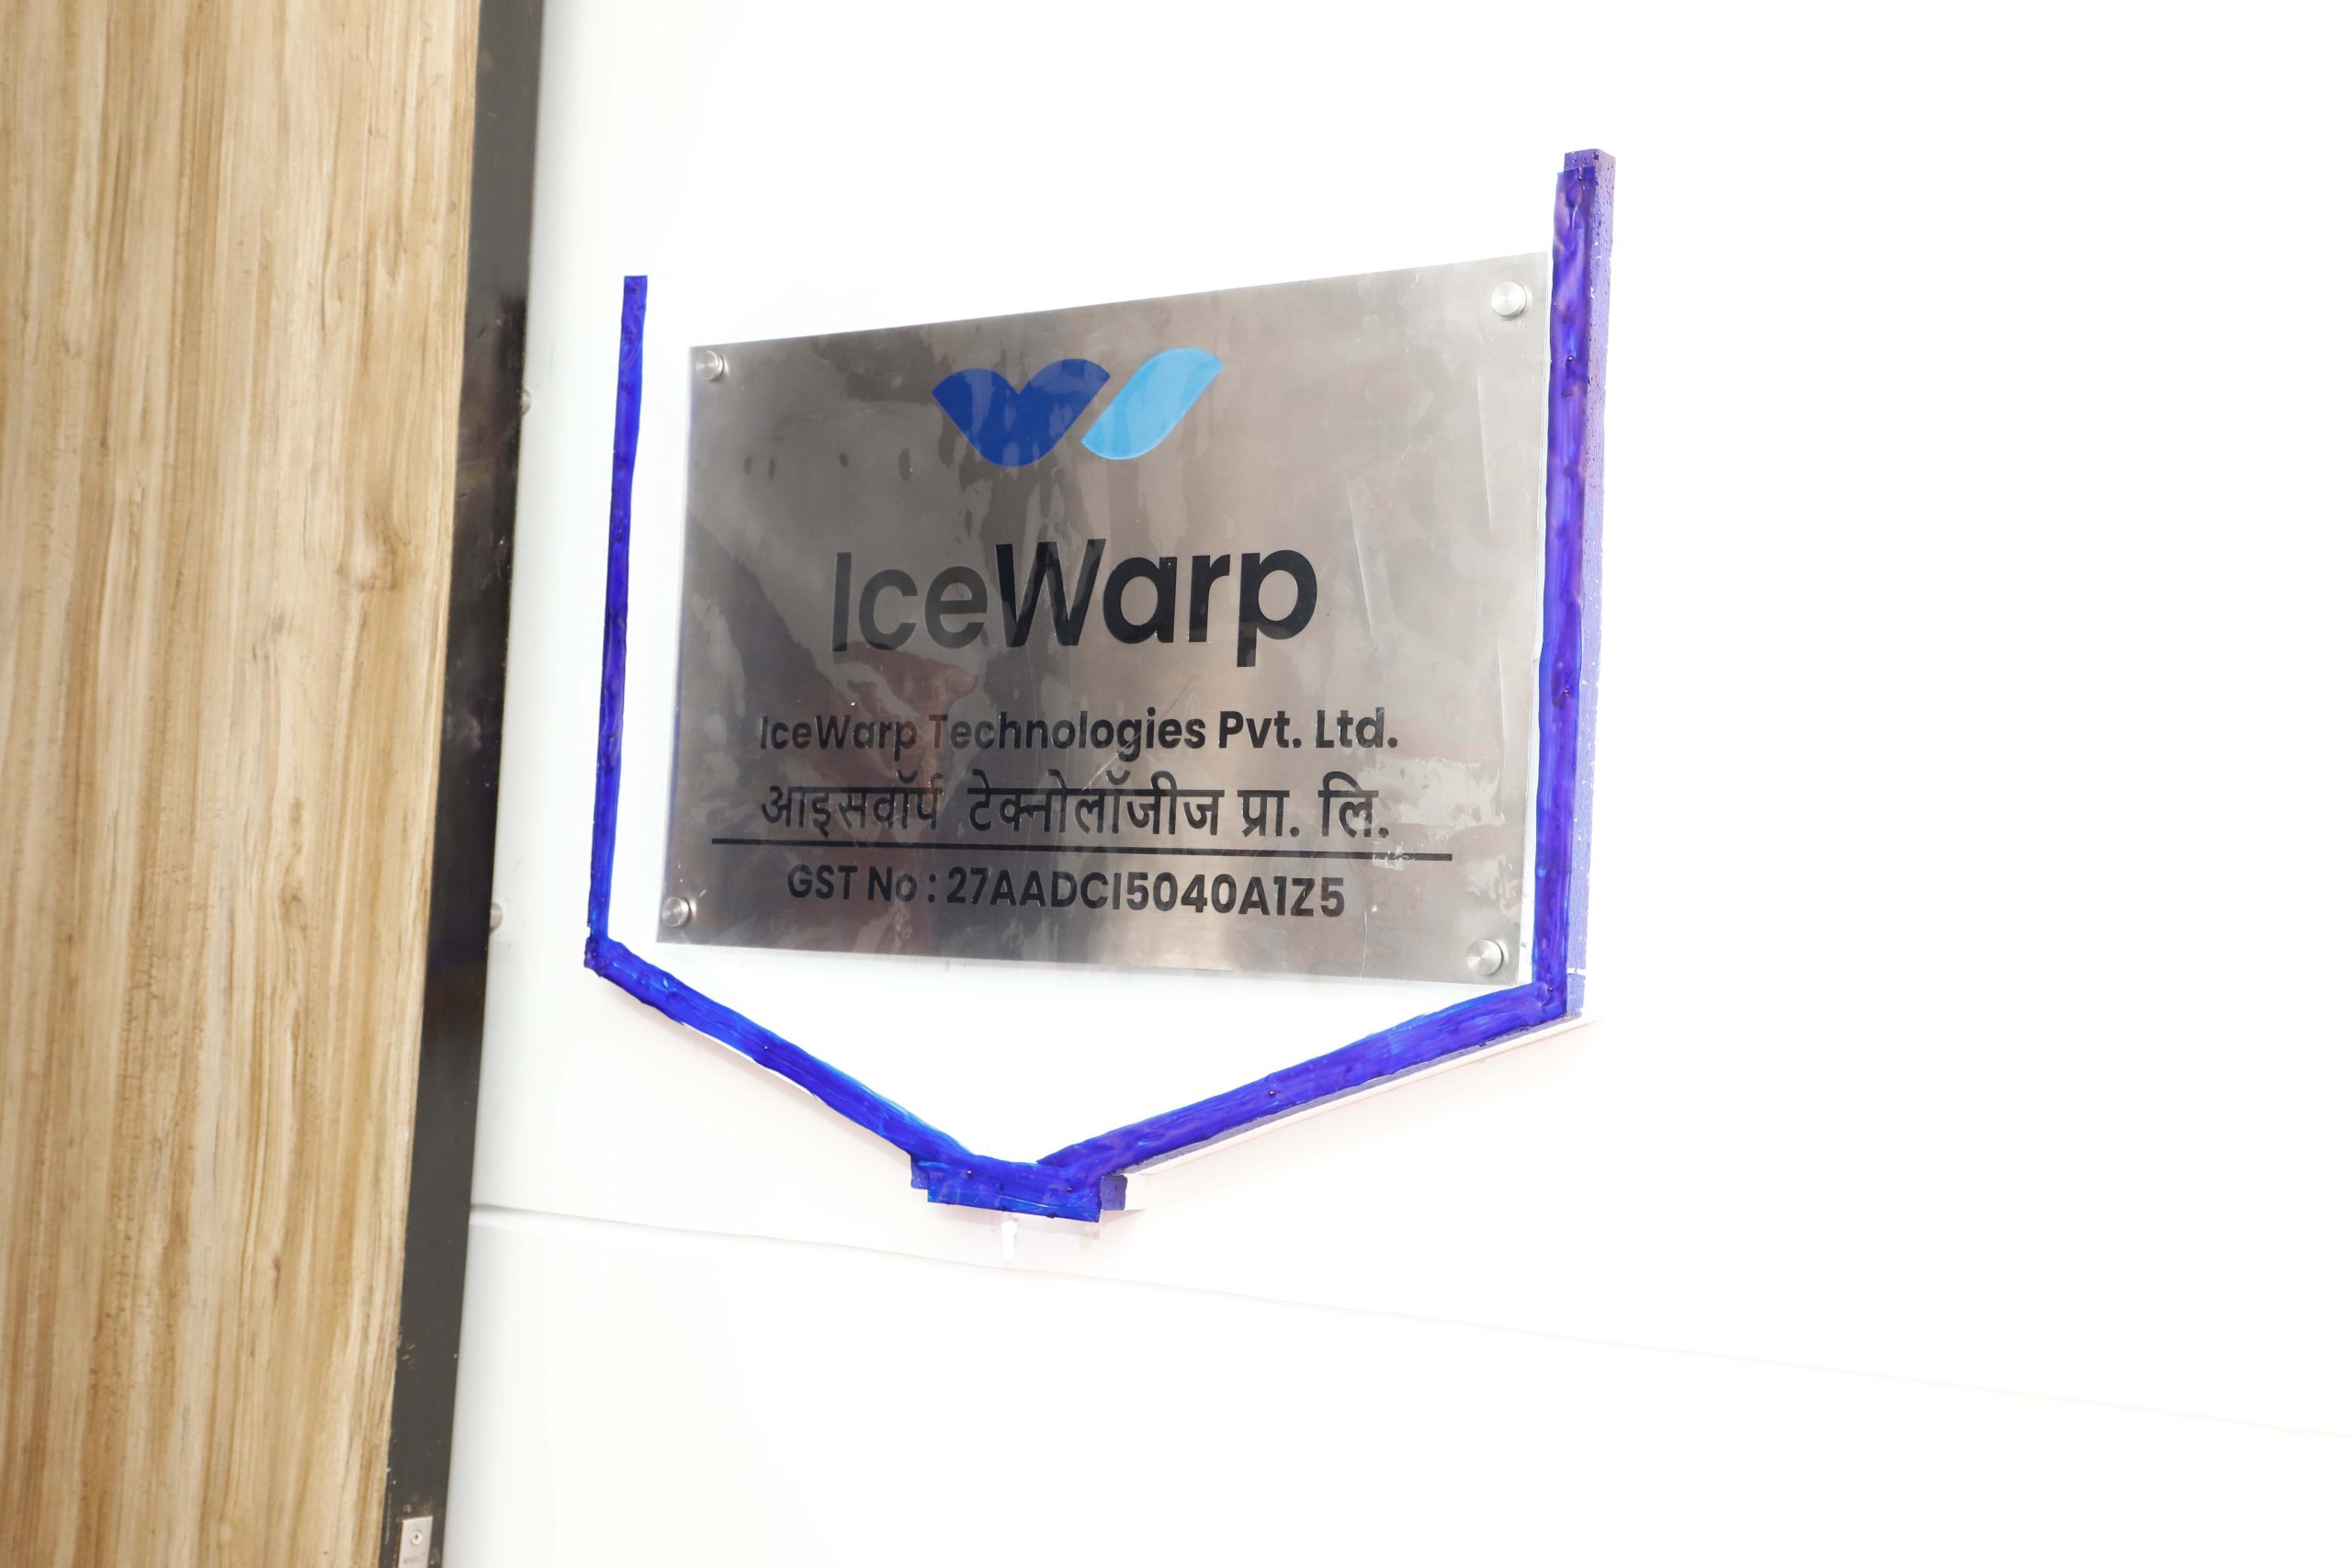 IceWarp
IceWarp Technologies Pvt. Ltd.
आइसवॉर्प टेक्नोलॉजीज प्रा. लि.
GST No : 27AADCI5040A1Z5